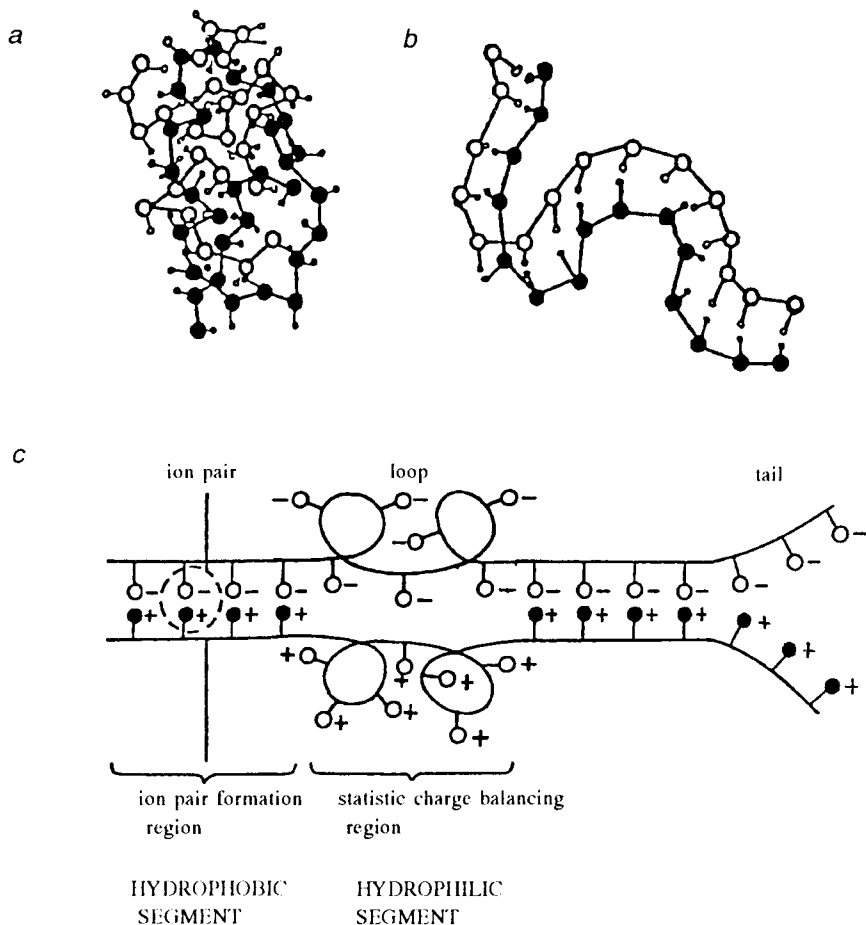 a
b
c
ion pair
loop
tail
− − − −
− − − − − − − − − − − − − −
+ + + + + + + + +
+ + + + + + + +
ion pair formation
region
statistic charge balancing
region
HYDROPHOBIC
SEGMENT
HYDROPHILIC
SEGMENT